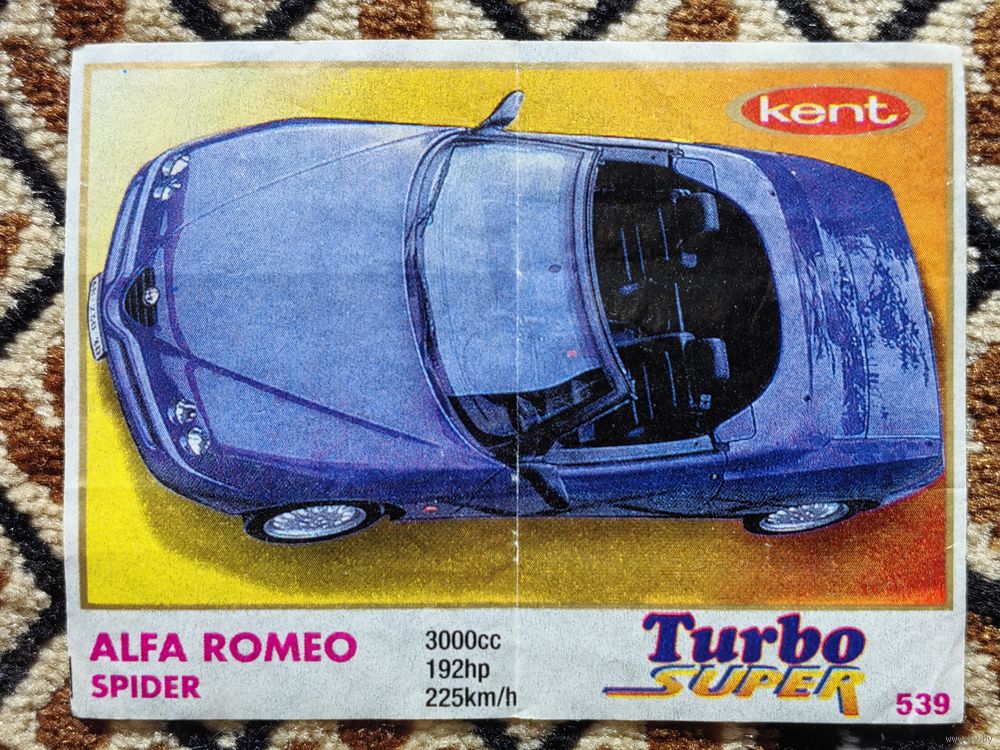 kent
ALFA ROMEO
SPIDER
3000cc
192hp
225km/h
Turbo
SUPER
539